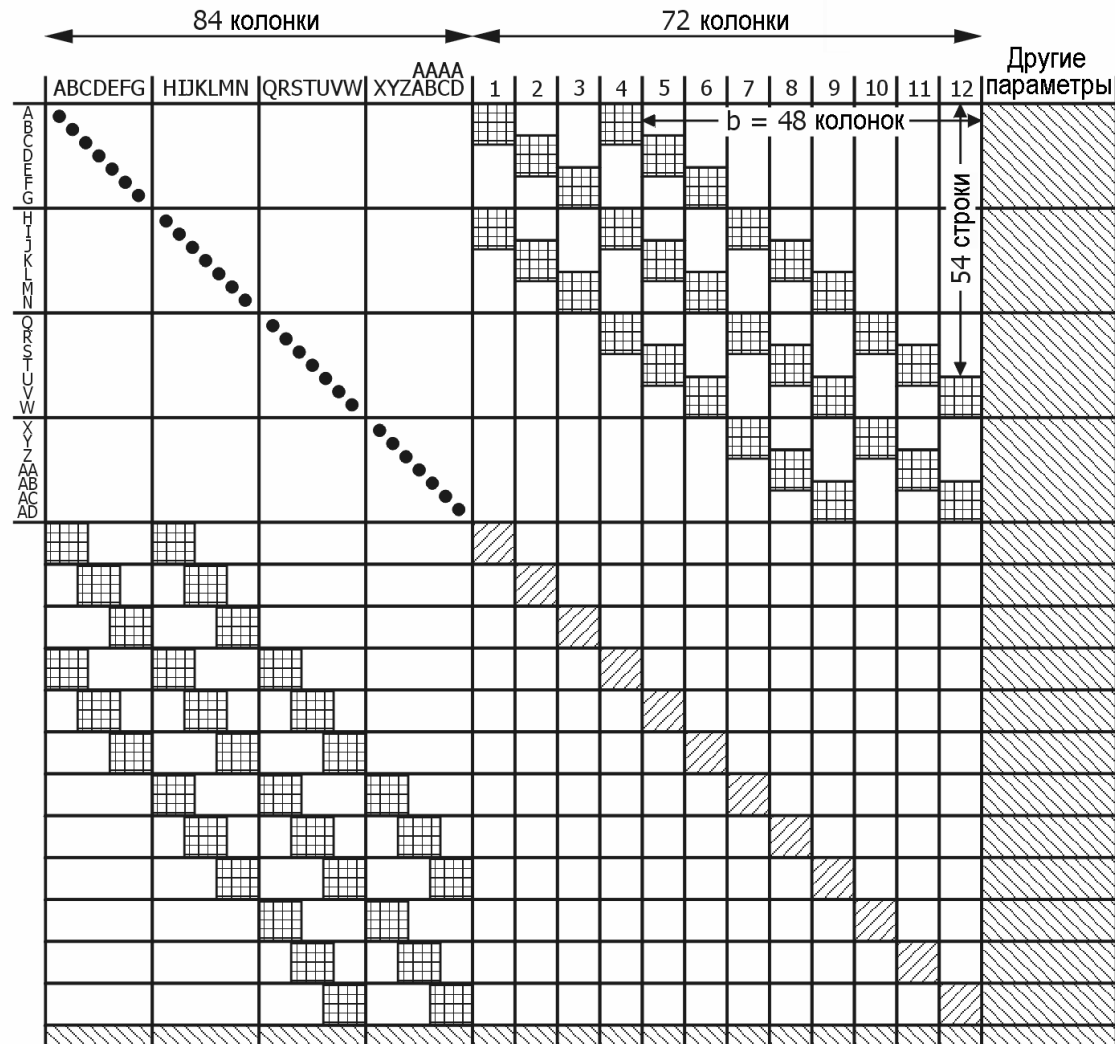 84 колонки 72 колонки
Другие
параметры
AAAA
ABCDEFG HIJKLMN QRSTUVW XYZABCD 1 2 3 4 5 6 7 8 9 10 11 12
A
B
C
D
E
F
G
b = 48 колонок
54 строки
H
I
J
K
L
M
N
Q
R
S
T
U
V
W
X
Y
Z
AA
AB
AC
AD